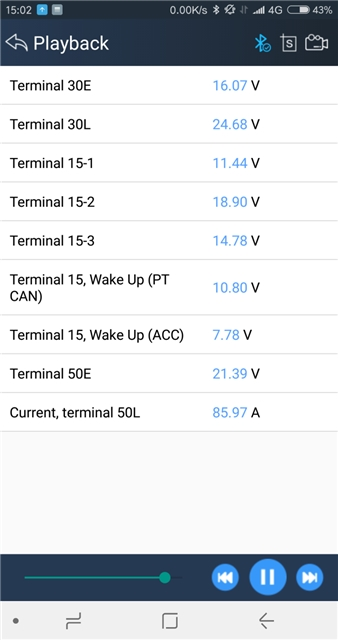 15:02 0.00K/s 4G 43%
Playback S
Terminal 30E 16.07 V
Terminal 30L 24.68 V
Terminal 15-1 11.44 V
Terminal 15-2 18.90 V
Terminal 15-3 14.78 V
Terminal 15, Wake Up (PT
CAN) 10.80 V
Terminal 15, Wake Up (ACC) 7.78 V
Terminal 50E 21.39 V
Current, terminal 50L 85.97 A